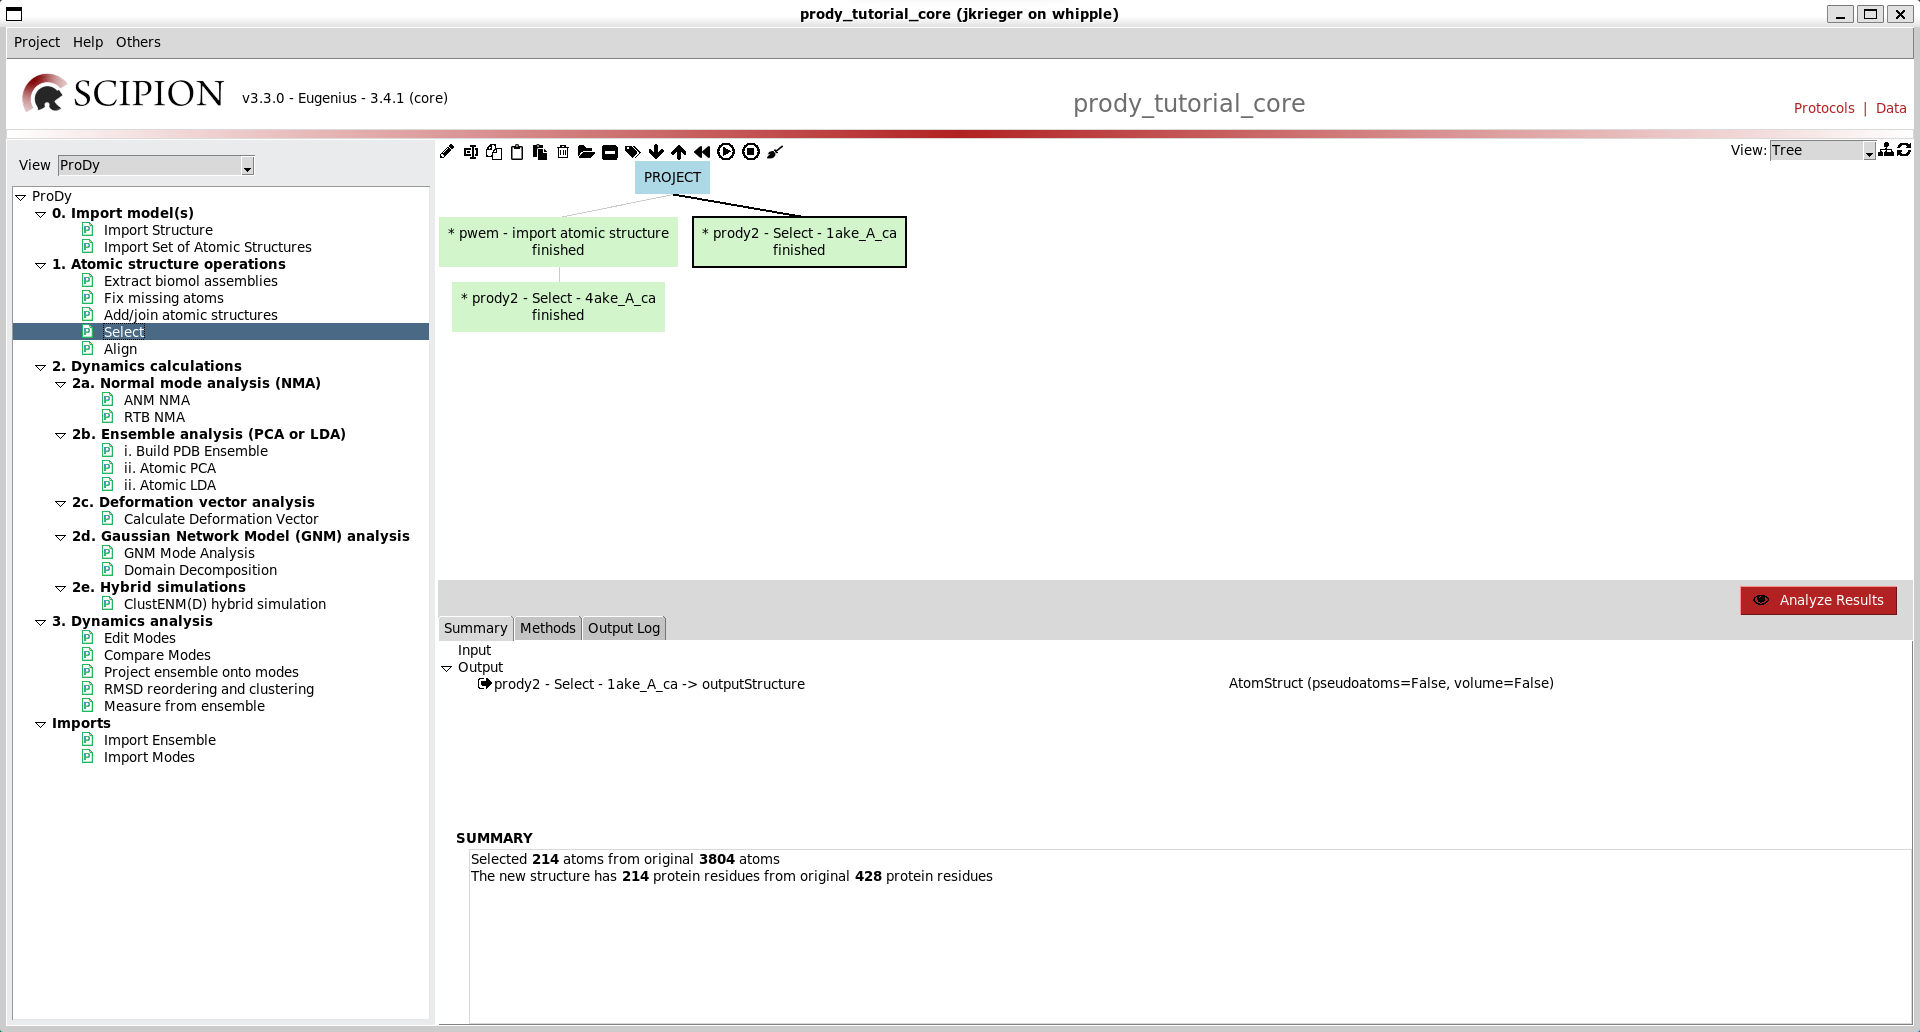 prody_tutorial_core (jkrieger on whipple)
Project Help Others
SCIPION v3.3.0 - Eugenius - 3.4.1 (core)
prody_tutorial_core
Protocols | Data
View ProDy
ProDy
0. Import model(s)
Import Structure
Import Set of Atomic Structures
1. Atomic structure operations
Extract biomol assemblies
Fix missing atoms
Add/join atomic structures
Select
Align
2. Dynamics calculations
2a. Normal mode analysis (NMA)
ANM NMA
RTB NMA
2b. Ensemble analysis (PCA or LDA)
i. Build PDB Ensemble
ii. Atomic PCA
ii. Atomic LDA
2c. Deformation vector analysis
Calculate Deformation Vector
2d. Gaussian Network Model (GNM) analysis
GNM Mode Analysis
Domain Decomposition
2e. Hybrid simulations
ClustENM(D) hybrid simulation
3. Dynamics analysis
Edit Modes
Compare Modes
Project ensemble onto modes
RMSD reordering and clustering
Measure from ensemble
Imports
Import Ensemble
Import Modes
View: Tree
PROJECT
* pwem - import atomic structure
finished
* prody2 - Select - 1ake_A_ca
finished
* prody2 - Select - 4ake_A_ca
finished
Analyze Results
Summary Methods Output Log
Input
Output
prody2 - Select - 1ake_A_ca -> outputStructure AtomStruct (pseudoatoms=False, volume=False)
SUMMARY
Selected 214 atoms from original 3804 atoms
The new structure has 214 protein residues from original 428 protein residues